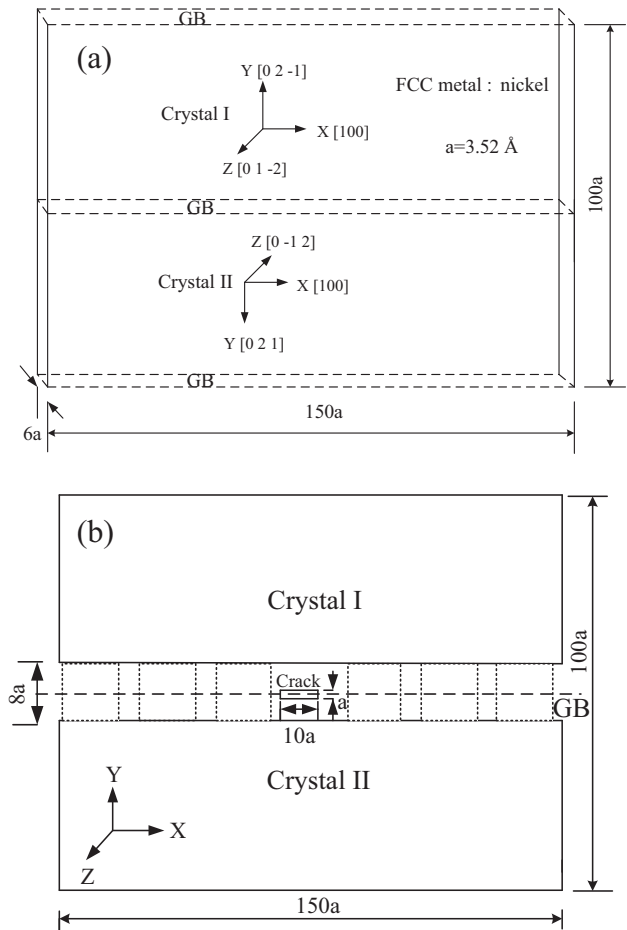 GB
(a)
Y [0 2 -1]
FCC metal : nickel
Crystal I
X [100]
a=3.52 Å
Z [0 1 -2]
100a
GB
Z [0 -1 2]
Crystal II
X [100]
Y [0 2 1]
GB
6a
150a
(b)
Crystal I
100a
8a
Crack
a
GB
10a
Crystal II
Y
X
Z
150a